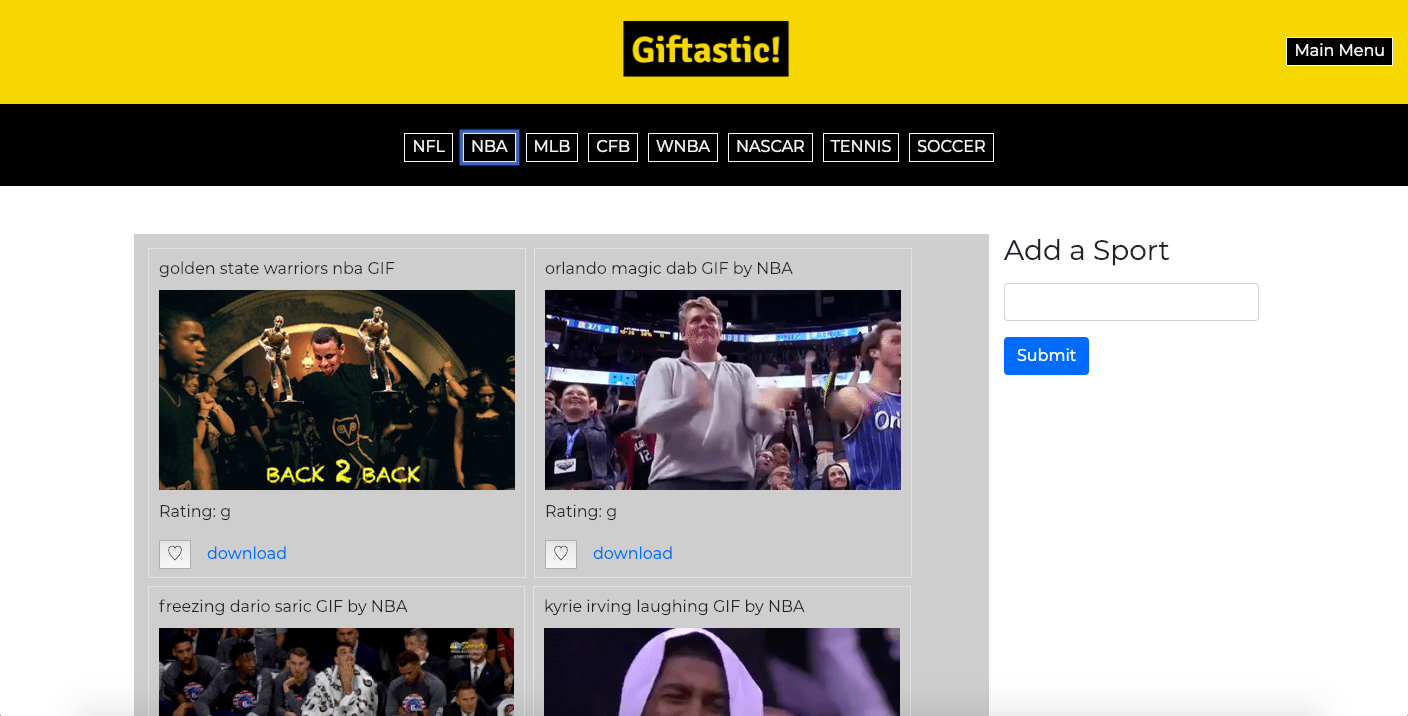 Giftastic!
Main Menu
NFL NBA MLB CFB WNBA NASCAR TENNIS SOCCER
golden state warriors nba GIF
BACK 2 BACK
Rating: g
♡ download
orlando magic dab GIF by NBA
Rating: g
♡ download
freezing dario saric GIF by NBA
kyrie irving laughing GIF by NBA
Add a Sport
Submit